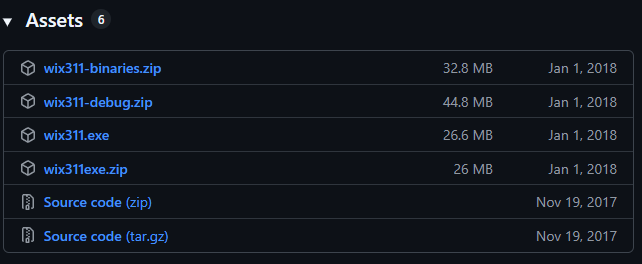 Assets 6
wix311-binaries.zip 32.8 MB Jan 1, 2018
wix311-debug.zip 44.8 MB Jan 1, 2018
wix311.exe 26.6 MB Jan 1, 2018
wix311exe.zip 26 MB Jan 1, 2018
Source code (zip) Nov 19, 2017
Source code (tar.gz) Nov 19, 2017